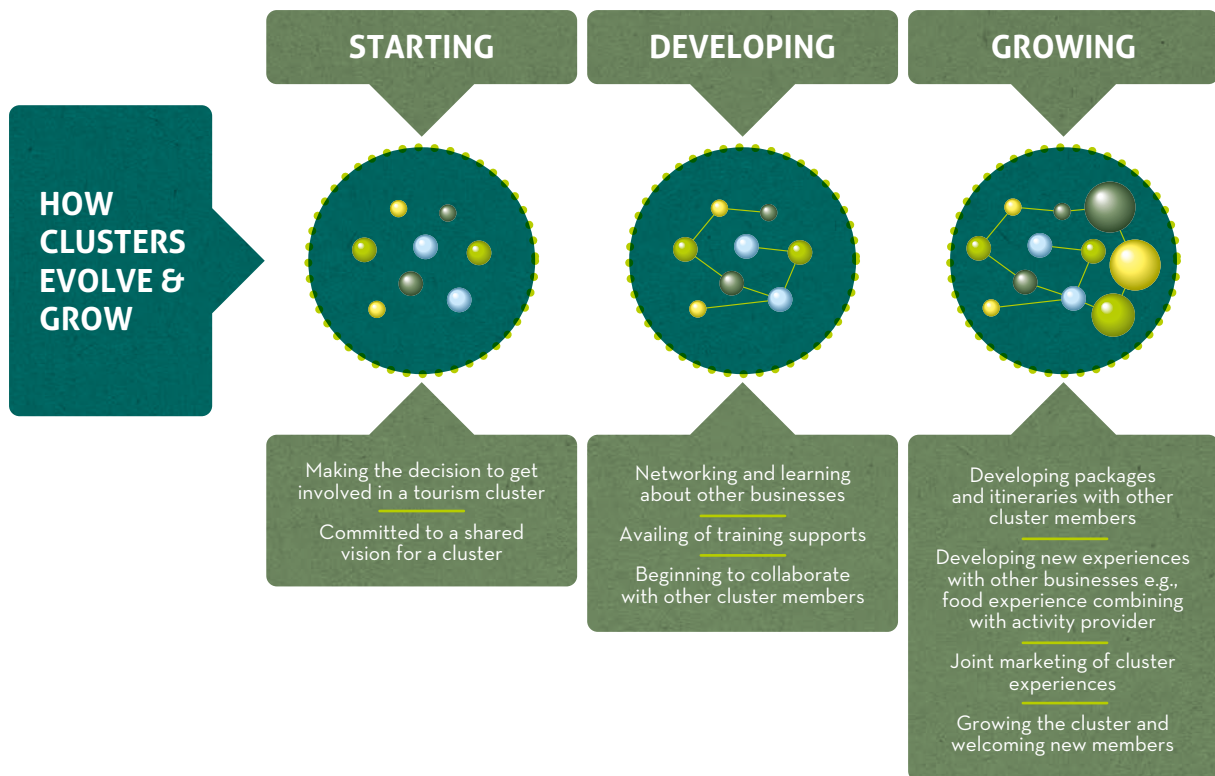 HOW
CLUSTERS
EVOLVE &
GROW
STARTING
DEVELOPING
GROWING
Making the decision to get
involved in a tourism cluster
Committed to a shared
vision for a cluster
Networking and learning
about other businesses
Availing of training supports
Beginning to collaborate
with other cluster members
Developing packages
and itineraries with other
cluster members
Developing new experiences
with other businesses e.g.,
food experience combining
with activity provider
Joint marketing of cluster
experiences
Growing the cluster and
welcoming new members